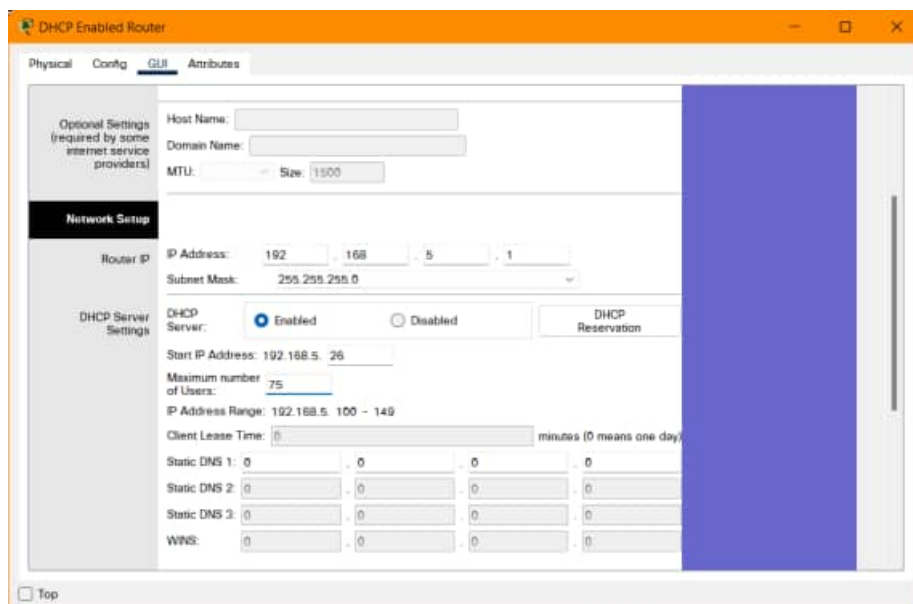 DHCP Enabled Router
Physical Config GUI Attributes
Optional Settings
(required by some
internet service
providers)
Host Name:
Domain Name:
MTU: Size: 1500
Network Setup
Router IP
IP Address: 192 . 168 . 5 . 1
Subnet Mask: 255.255.255.0
DHCP Server
Settings
DHCP
Server: Enabled Disabled
DHCP
Reservation
Start IP Address: 192.168.5. 26
Maximum number
of Users: 75
IP Address Range: 192.168.5. 100 - 149
Client Lease Time: 0 minutes (0 means one day)
Static DNS 1: 0 . 0 . 0 . 0
Static DNS 2: 0 . 0 . 0 . 0
Static DNS 3: 0 . 0 . 0 . 0
WINS: 0 . 0 . 0 . 0
Top